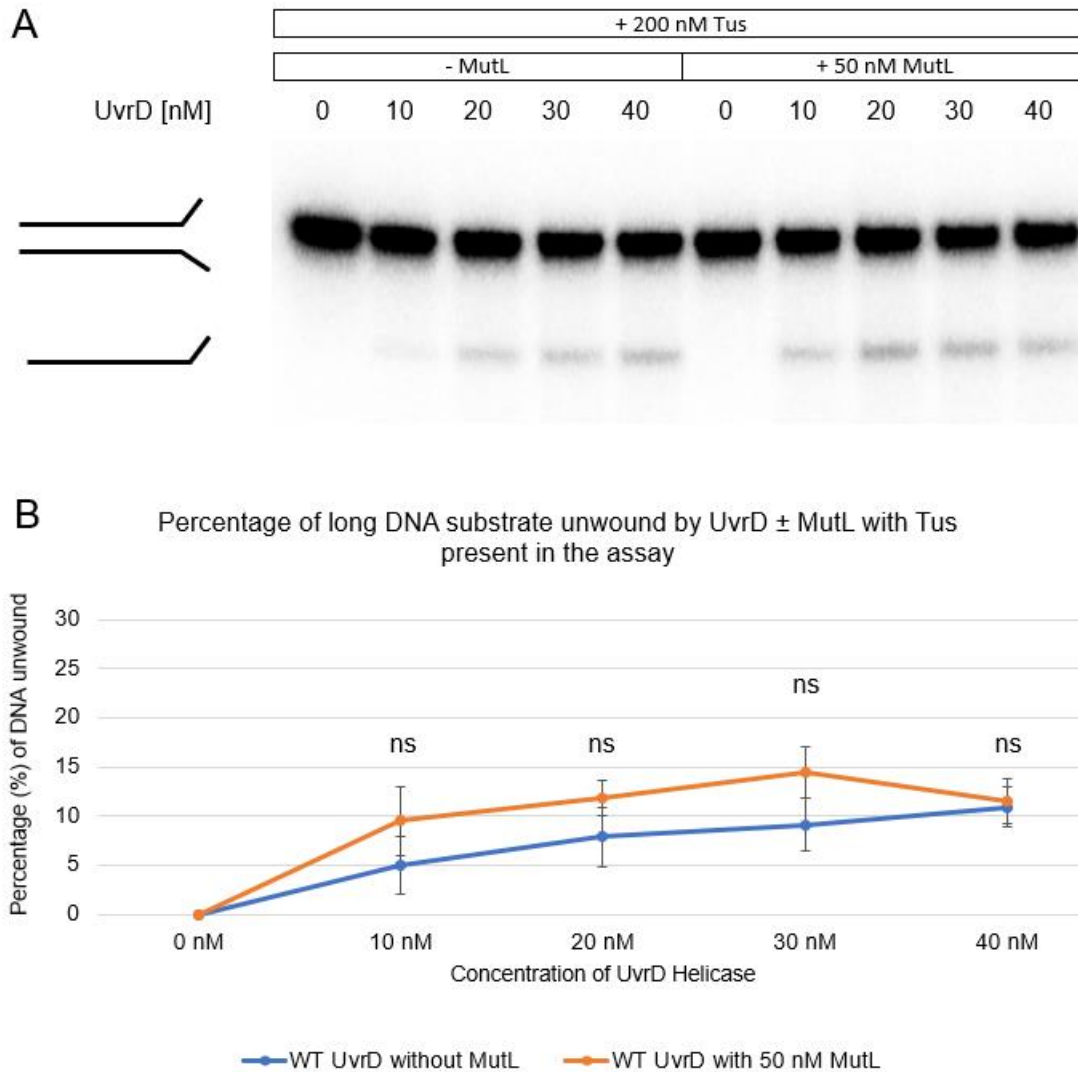 A
+ 200 nM Tus
- MutL
+ 50 nM MutL
UvrD [nM]
0 10 20 30 40 0 10 20 30 40
B
Percentage of long DNA substrate unwound by UvrD ± MutL with Tus
present in the assay
Percentage (%) of DNA unwound
30
25
20
15
10
5
0
ns
ns
ns
ns
0 nM
10 nM
20 nM
30 nM
40 nM
Concentration of UvrD Helicase
WT UvrD without MutL
WT UvrD with 50 nM MutL